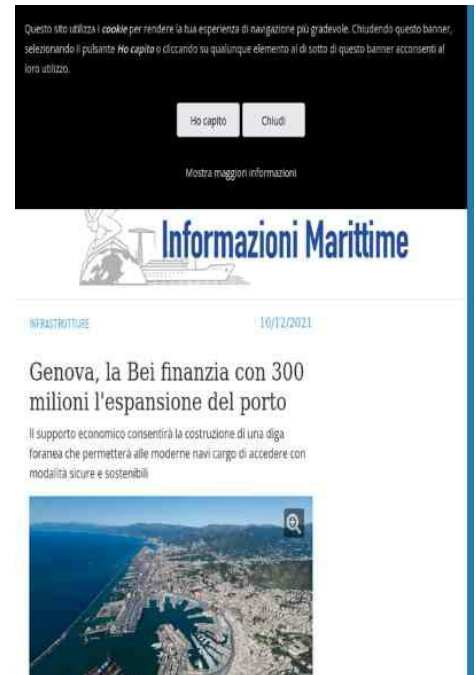 Questo sito utilizza i cookie per rendere la tua esperienza di navigazione più gradevole. Chiudendo questo banner,
selezionando il pulsante Ho capito o cliccando su qualunque elemento al di sotto di questo banner acconsenti al
loro utilizzo.
Ho capito
Chiudi
Mostra maggiori informazioni
Informazioni Marittime
INFRASTRUTTURE
10/12/2021
Genova, la Bei finanzia con 300
milioni l'espansione del porto
Il supporto economico consentirà la costruzione di una diga
foranea che permetterà alle moderne navi cargo di accedere con
modalità sicure e sostenibili